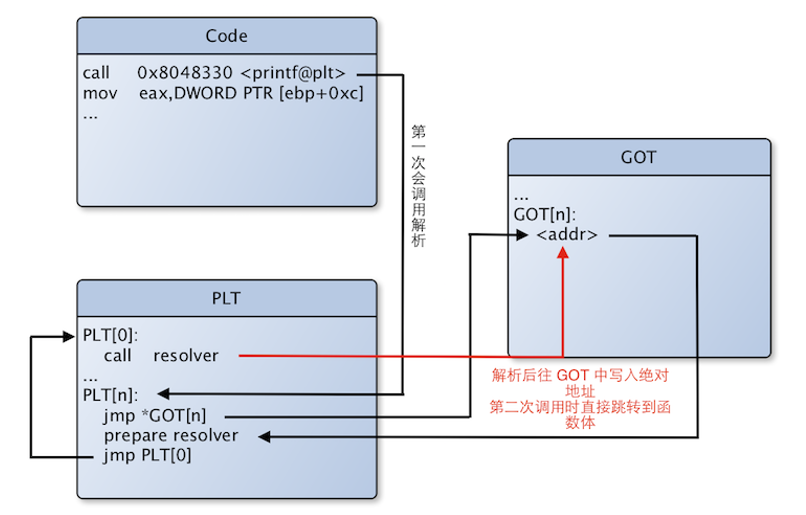 Code
call 0x8048330 <printf@plt>
mov eax,DWORD PTR [ebp+0xc]
...
第一次会调用解析
GOT
...
GOT[n]:
<addr>
PLT
PLT[0]:
call resolver
...
PLT[n]:
jmp *GOT[n]
prepare resolver
jmp PLT[0]
解析后往 GOT 中写入绝对
地址
第二次调用时直接跳转到函
数体